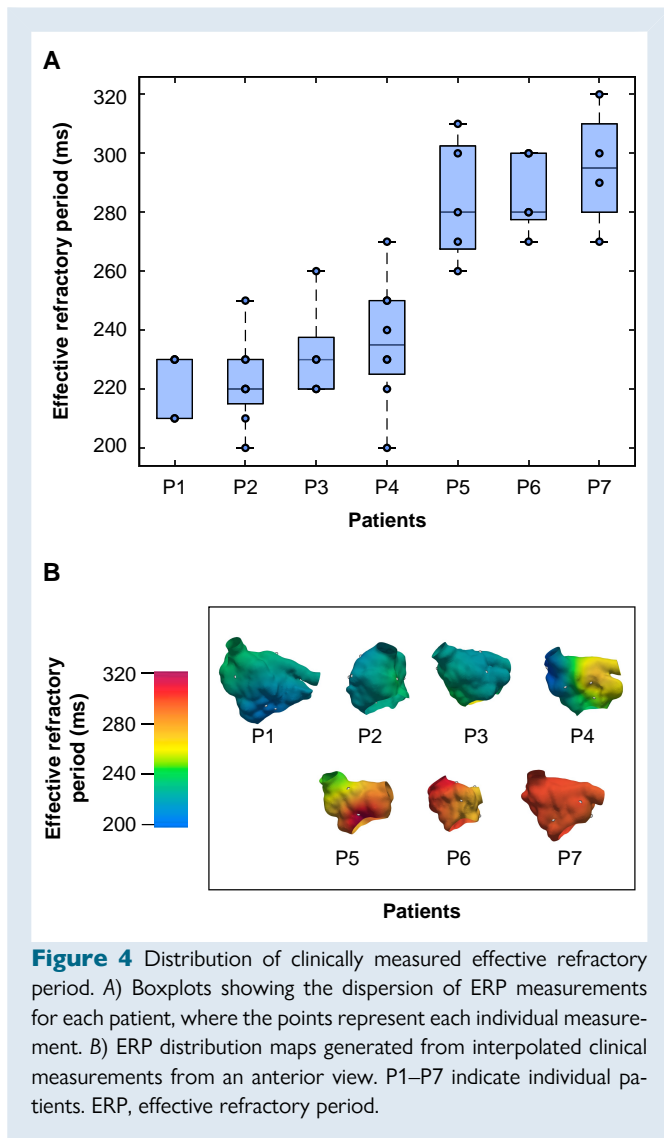 A
Effective refractory period (ms)
320
300
280
260
240
220
200
P1 P2 P3 P4 P5 P6 P7
Patients
B
Effective refractory
period (ms)
320
280
240
200
P1 P2 P3 P4
P5 P6 P7
Patients
Figure 4 Distribution of clinically measured effective refractory
period. A) Boxplots showing the dispersion of ERP measurements
for each patient, where the points represent each individual measure-
ment. B) ERP distribution maps generated from interpolated clinical
measurements from an anterior view. P1–P7 indicate individual pa-
tients. ERP, effective refractory period.